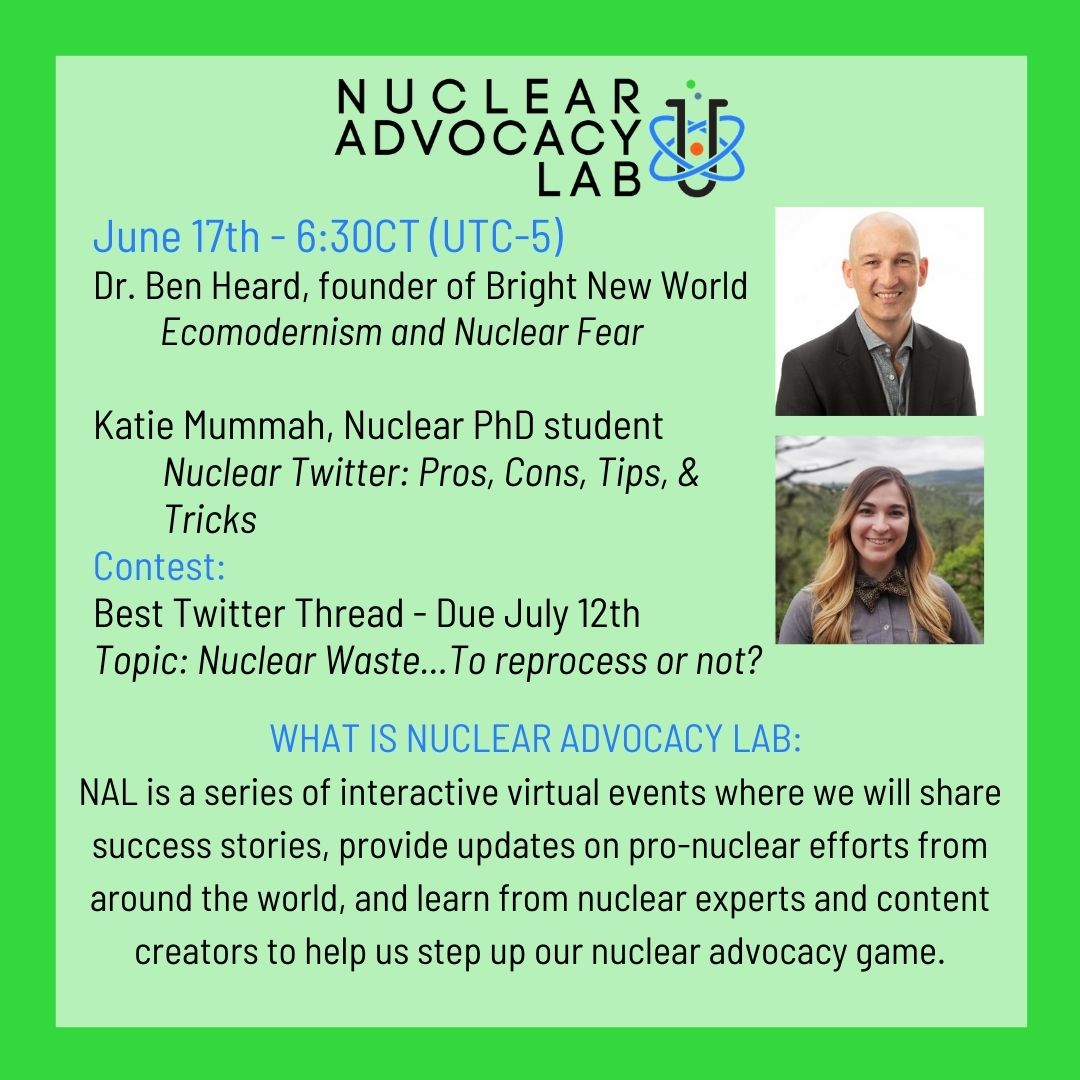 NUCLEAR
ADVOCACY
LAB
June 17th - 6:30CT (UTC-5)
Dr. Ben Heard, founder of Bright New World
Ecomodernism and Nuclear Fear
Katie Mummah, Nuclear PhD student
Nuclear Twitter: Pros, Cons, Tips, &
Tricks
Contest:
Best Twitter Thread - Due July 12th
Topic: Nuclear Waste...To reprocess or not?
WHAT IS NUCLEAR ADVOCACY LAB:
NAL is a series of interactive virtual events where we will share
success stories, provide updates on pro-nuclear efforts from
around the world, and learn from nuclear experts and content
creators to help us step up our nuclear advocacy game.